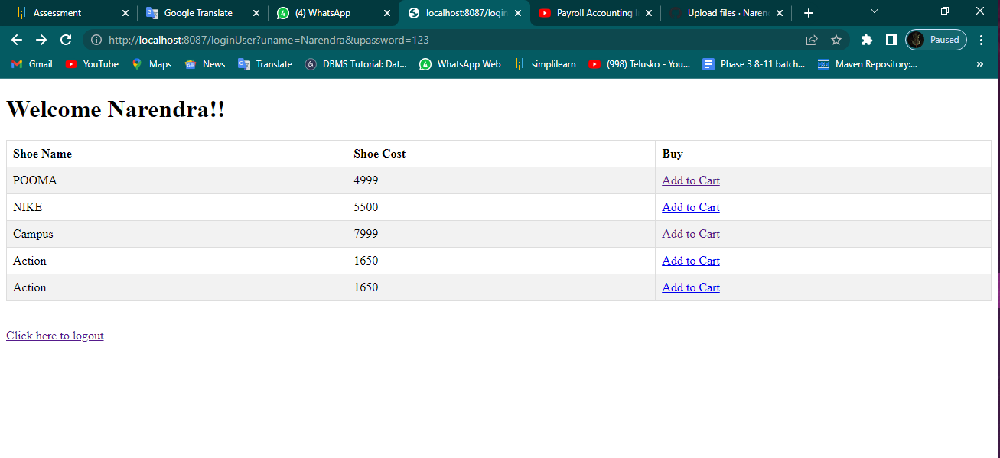 Assessment Google Translate (4) WhatsApp localhost:8087/login Payroll Accounting Upload files · Naren
http://localhost:8087/loginUser?uname=Narendra&upassword=123 Paused
Gmail YouTube Maps News Translate DBMS Tutorial: Dat... WhatsApp Web simplilearn (998) Telusko - You... Phase 3 8-11 batch... Maven Repository:... »
Welcome Narendra!!
Shoe Name Shoe Cost Buy
POOMA 4999 Add to Cart
NIKE 5500 Add to Cart
Campus 7999 Add to Cart
Action 1650 Add to Cart
Action 1650 Add to Cart
Click here to logout